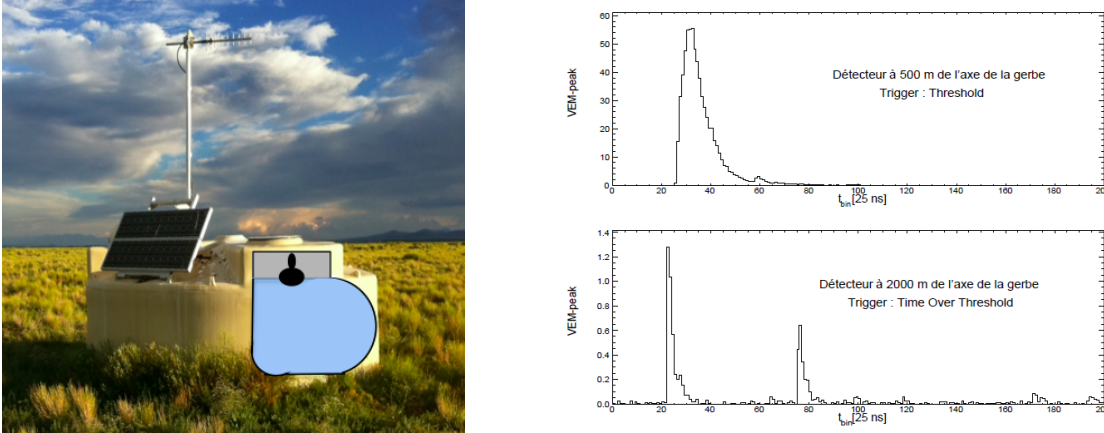 60
50
40
30
20
10
0
VEM-peak
Détecteur à 500 m de l'axe de la gerbe
Trigger : Threshold
0 20 40 60 80 100 120 140 160 180 200
t_bin[25 ns]
1.4
1.2
1.0
0.8
0.6
0.4
0.2
0.0
VEM-peak
Détecteur à 2000 m de l'axe de la gerbe
Trigger : Time Over Threshold
0 20 40 60 80 100 120 140 160 180 200
t_bin[25 ns]